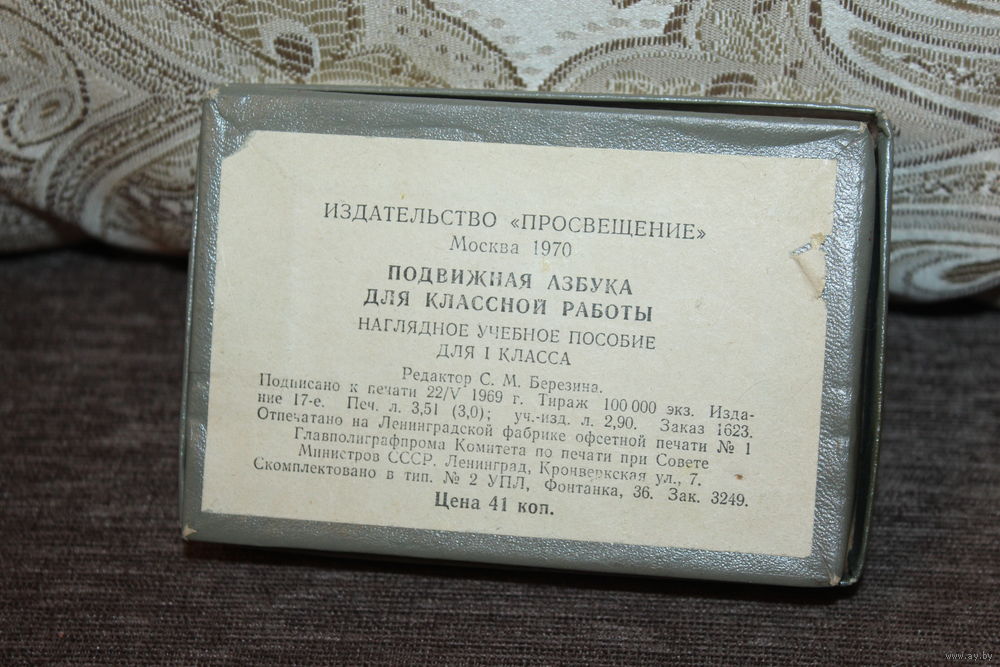 ИЗДАТЕЛЬСТВО «ПРОСВЕЩЕНИЕ»
Москва 1970
ПОДВИЖНАЯ АЗБУКА
ДЛЯ КЛАССНОЙ РАБОТЫ
НАГЛЯДНОЕ УЧЕБНОЕ ПОСОБИЕ
ДЛЯ I КЛАССА
Редактор С. М. Березина.
Подписано к печати 22/V 1969 г. Тираж 100 000 экз. Изда-
ние 17-е. Печ. л. 3,51 (3,0); уч.-изд. л. 2,90. Заказ 1623.
Отпечатано на Ленинградской фабрике офсетной печати № 1
Главполиграфпрома Комитета по печати при Совете
Министров СССР. Ленинград, Кронверкская ул., 7.
Скомплектовано в тип. № 2 УПЛ, Фонтанка, 36. Зак. 3249.
Цена 41 коп.
www.ay.by